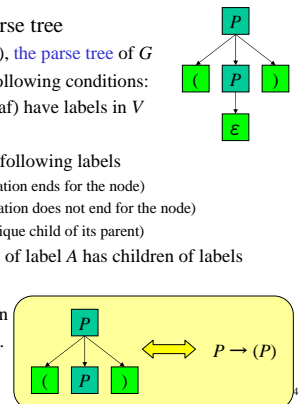 rse tree
), the parse tree of G
ollowing conditions:
af) have labels in V
following labels
ation ends for the node)
ation does not end for the node)
ique child of its parent)
of label A has children of labels
n
.
P
( P )
ε
P
( P )
P → (P)
4